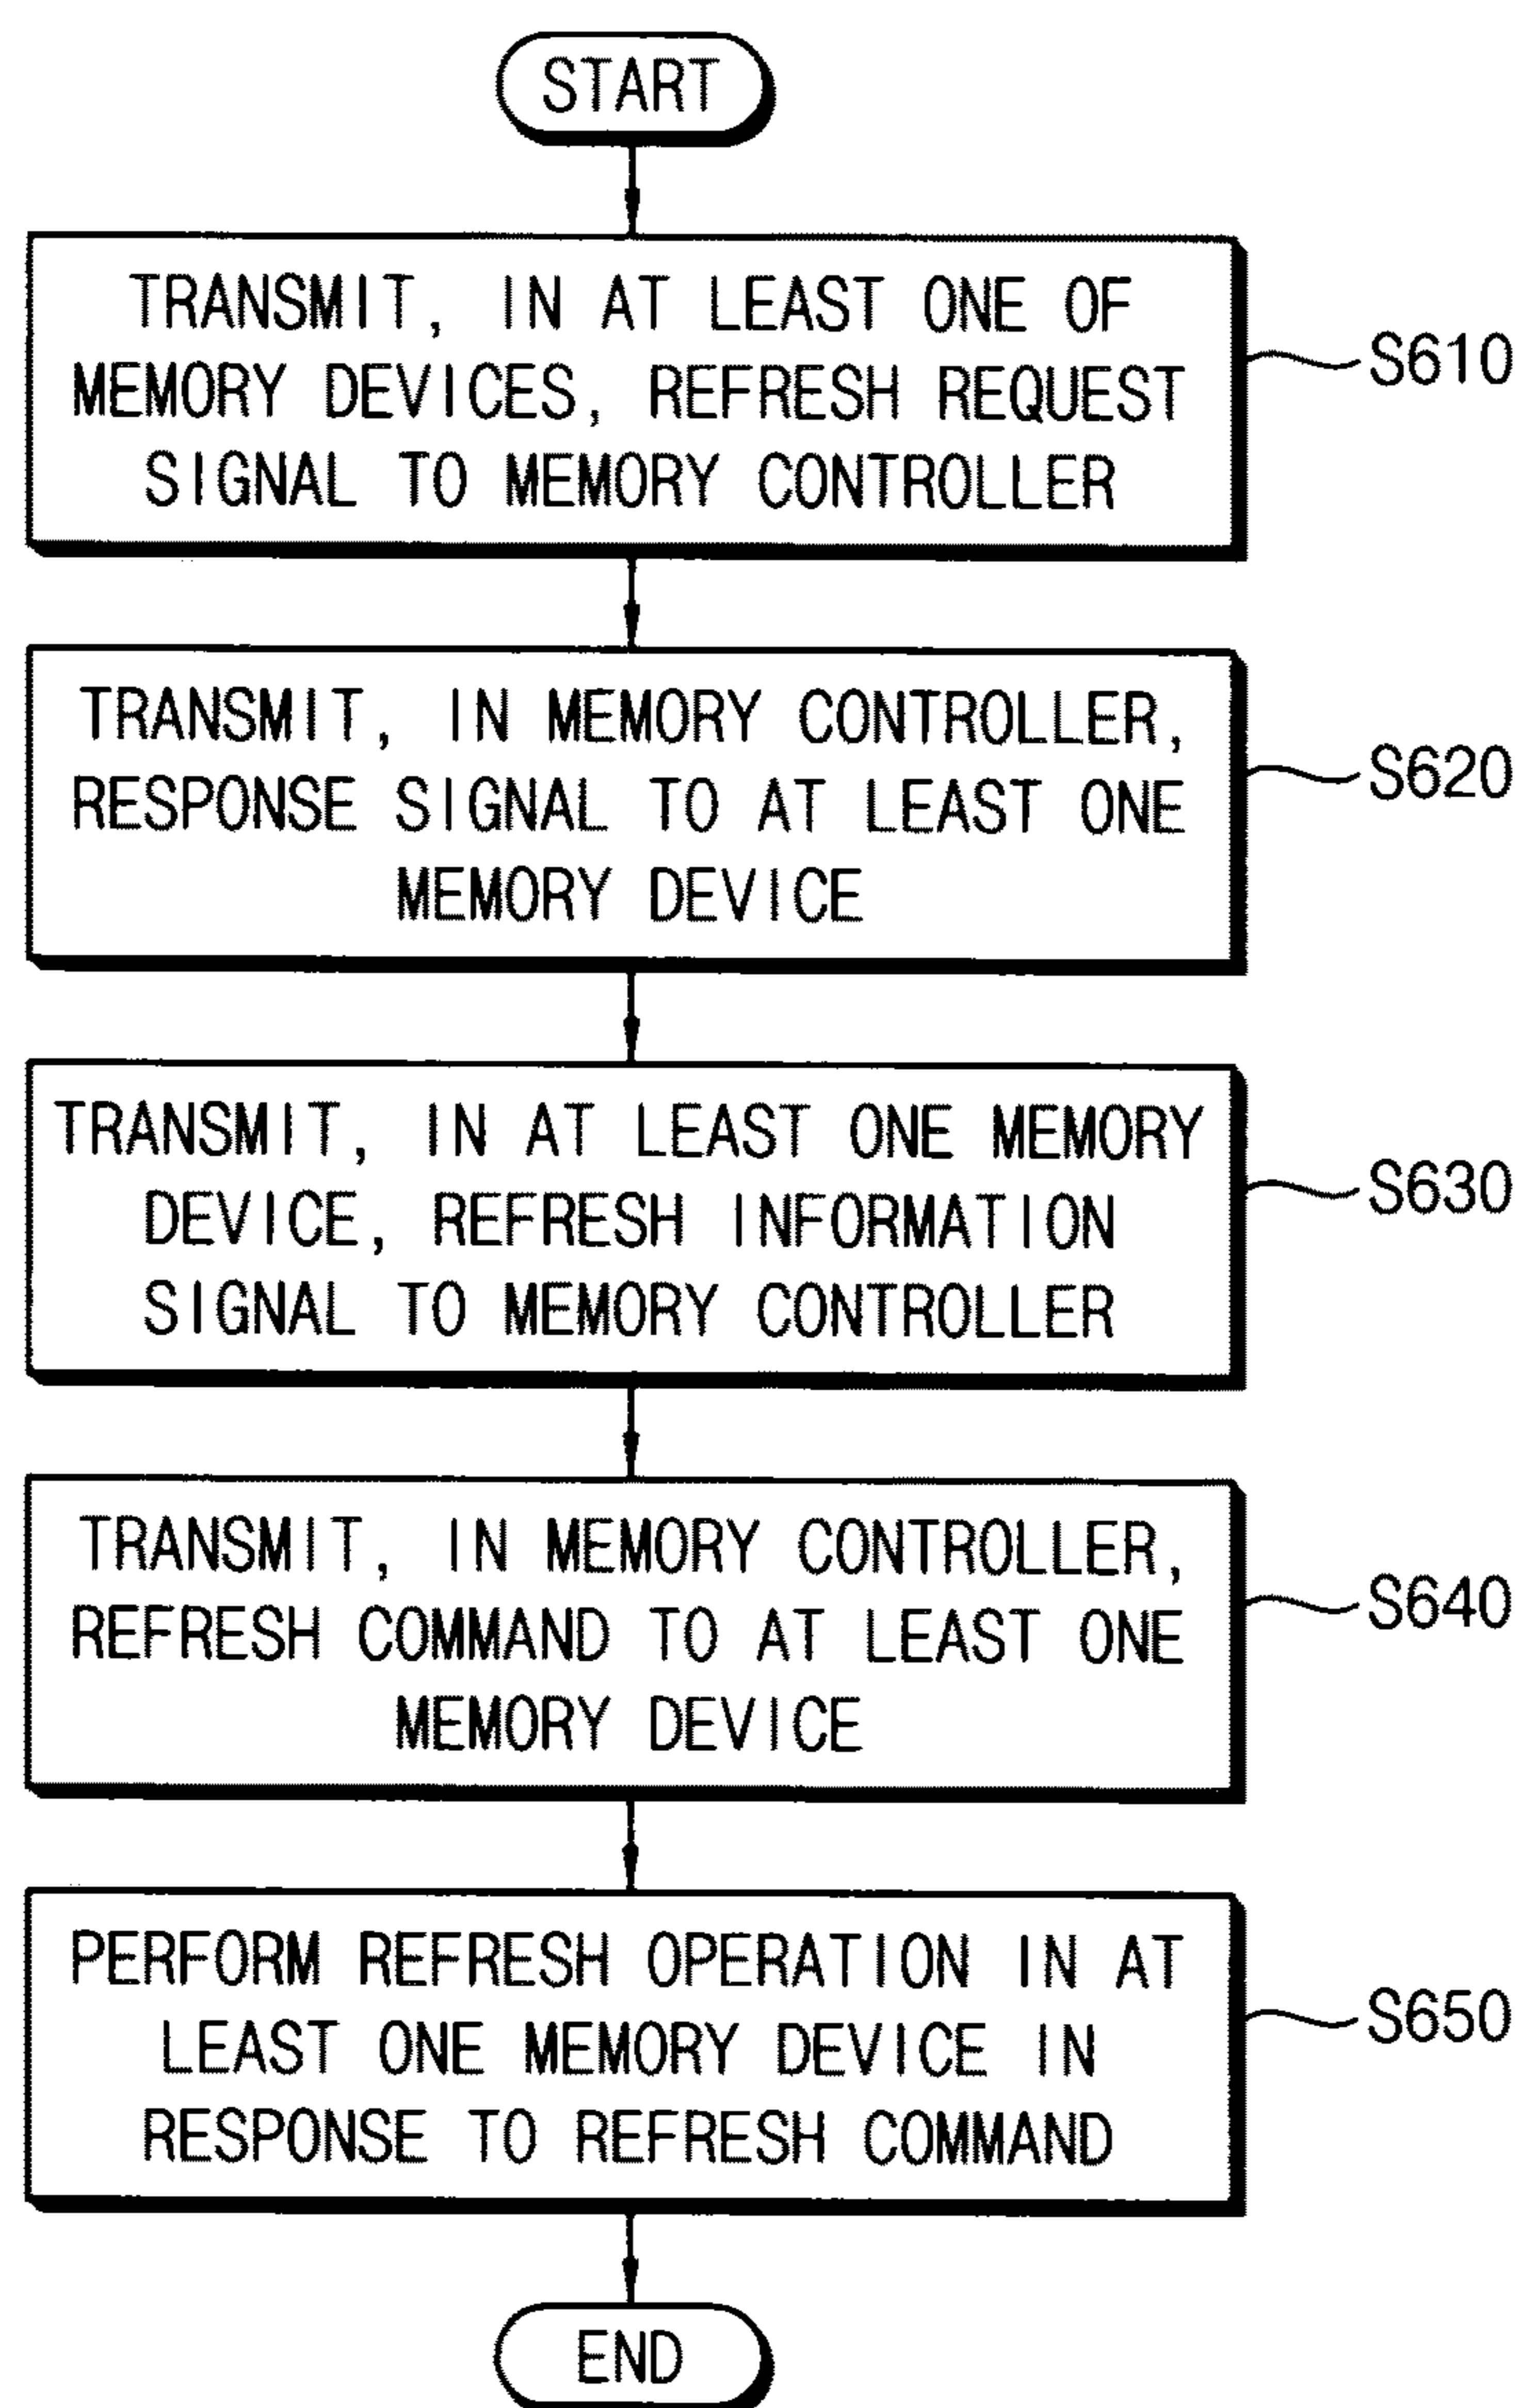 START
TRANSMIT, IN AT LEAST ONE OF
MEMORY DEVICES, REFRESH REQUEST
SIGNAL TO MEMORY CONTROLLER
S610
TRANSMIT, IN MEMORY CONTROLLER,
RESPONSE SIGNAL TO AT LEAST ONE
MEMORY DEVICE
S620
TRANSMIT, IN AT LEAST ONE MEMORY
DEVICE, REFRESH INFORMATION
SIGNAL TO MEMORY CONTROLLER
S630
TRANSMIT, IN MEMORY CONTROLLER,
REFRESH COMMAND TO AT LEAST ONE
MEMORY DEVICE
S640
PERFORM REFRESH OPERATION IN AT
LEAST ONE MEMORY DEVICE IN
RESPONSE TO REFRESH COMMAND
S650
END